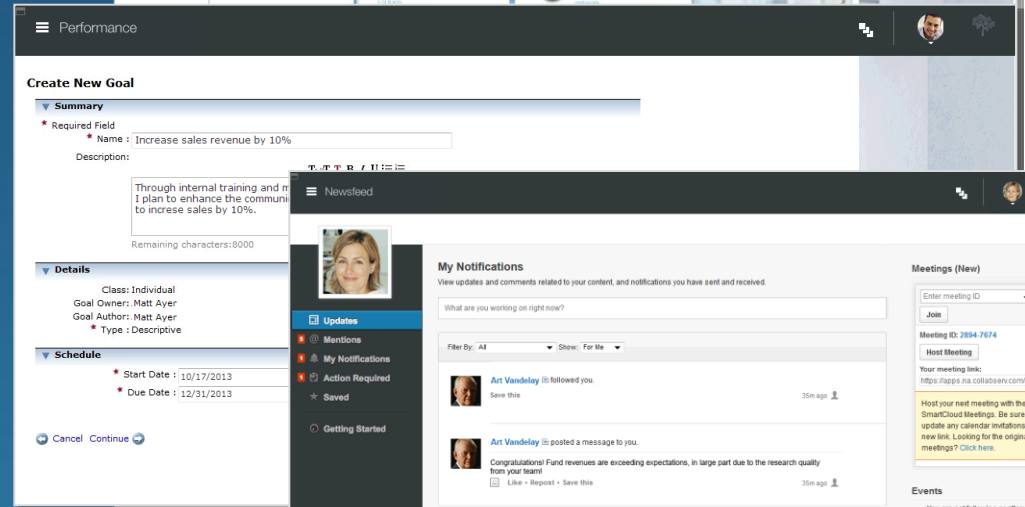 Performance
Create New Goal
Summary
* Required Field
* Name : Increase sales revenue by 10%
Description:
T T T B I U
Through internal training and m
I plan to enhance the communi
to increse sales by 10%.
Remaining characters:8000
Details
Class: Individual
Goal Owner: Matt Ayer
Goal Author: Matt Ayer
* Type : Descriptive
Schedule
* Start Date : 10/17/2013
* Due Date : 12/31/2013
Cancel Continue
Newsfeed
Updates
5 @ Mentions
1 My Notifications
1 Action Required
Saved
Getting Started
My Notifications
View updates and comments related to your content, and notifications you have sent and received.
What are you working on right now?
Filter By: All Show: For Me
Art Vandelay followed you.
Save this
35m ago
Art Vandelay posted a message to you.
Congratulations! Fund revenues are exceeding expectations, in large part due to the research quality
from your team!
Like • Repost • Save this
35m ago
Meetings (New)
Enter meeting ID
Join
Meeting ID: 2894-7674
Host Meeting
Your meeting link:
https://apps.na.collabserv.com/
Host your next meeting with the
SmartCloud Meetings. Be sure
update any calendar invitations
new link. Looking for the origina
meetings? Click here.
Events